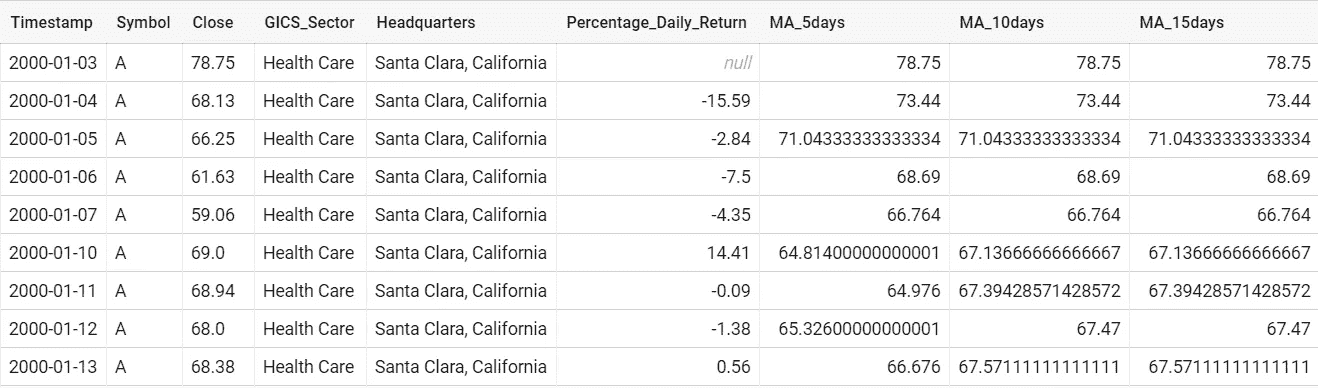 Timestamp Symbol Close GICS_Sector Headquarters Percentage_Daily_Return MA_5days MA_10days MA_15days
2000-01-03 A 78.75 Health Care Santa Clara, California null 78.75 78.75 78.75
2000-01-04 A 68.13 Health Care Santa Clara, California -15.59 73.44 73.44 73.44
2000-01-05 A 66.25 Health Care Santa Clara, California -2.84 71.04333333333334 71.04333333333334 71.04333333333334
2000-01-06 A 61.63 Health Care Santa Clara, California -7.5 68.69 68.69 68.69
2000-01-07 A 59.06 Health Care Santa Clara, California -4.35 66.764 66.764 66.764
2000-01-10 A 69.0 Health Care Santa Clara, California 14.41 64.81400000000001 67.13666666666667 67.13666666666667
2000-01-11 A 68.94 Health Care Santa Clara, California -0.09 64.976 67.39428571428572 67.39428571428572
2000-01-12 A 68.0 Health Care Santa Clara, California -1.38 65.32600000000001 67.47 67.47
2000-01-13 A 68.38 Health Care Santa Clara, California 0.56 66.676 67.57111111111111 67.57111111111111